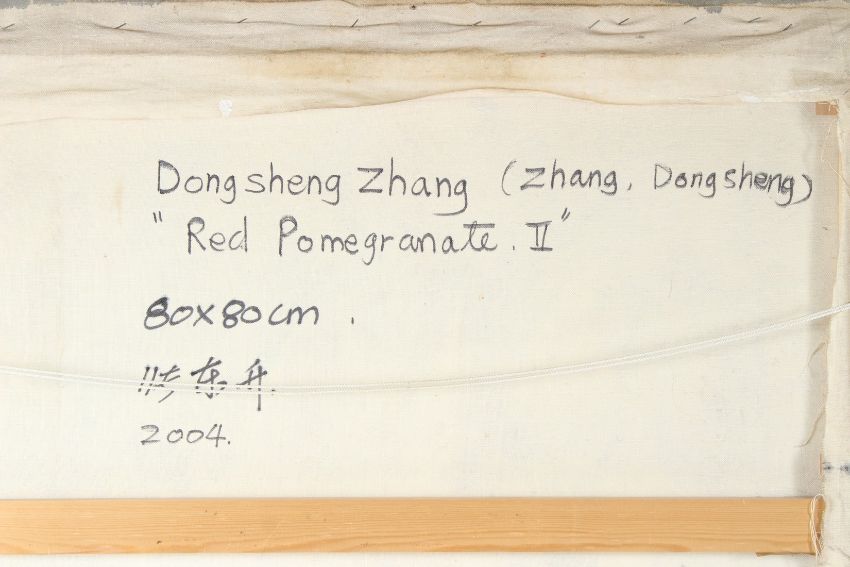 Dongsheng Zhang (Zhang, Dongsheng)
" Red Pomegranate. II"
80x80cm.
张东升
2004.